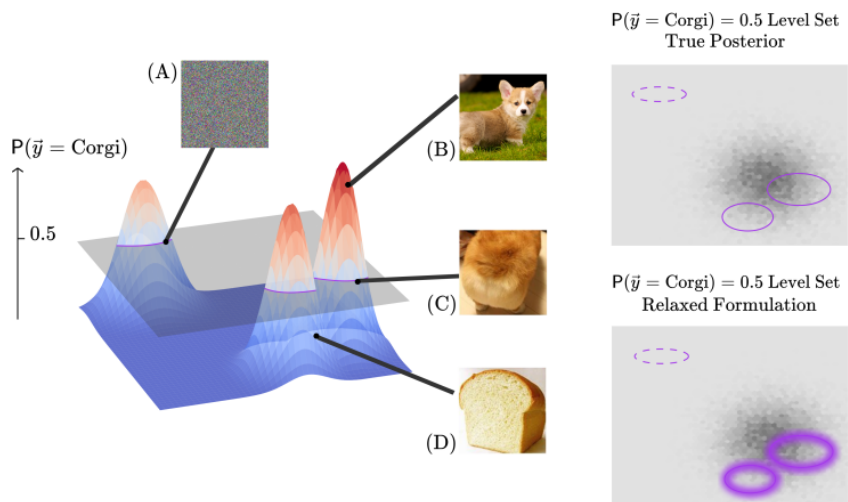 P(y⃗ = Corgi) = 0.5 Level Set
True Posterior
(A)
(B)
P(y⃗ = Corgi)
0.5
(C)
P(y⃗ = Corgi) = 0.5 Level Set
Relaxed Formulation
(D)